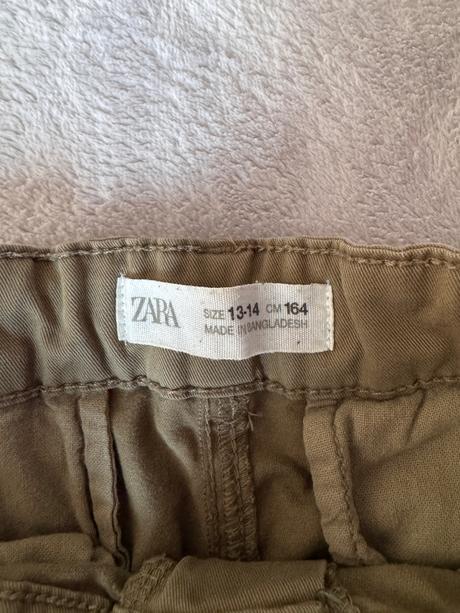 ZARA
SIZE 13-14 CM 164
MADE IN BANGLADESH